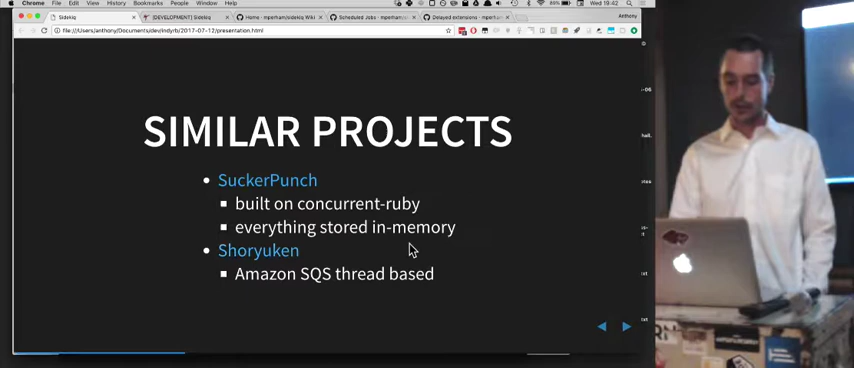 Chrome File Edit View History Bookmarks People Window Help
Wed 19:42
Sidekiq
[DEVELOPMENT] Sidekiq
Home · mperham/sidekiq Wiki
Scheduled Jobs · mperham/
Delayed extensions · mperham
Anthony
file:///Users/anthony/Documents/dev/indyrb/2017-07-12/presentation.html
SIMILAR PROJECTS
SuckerPunch
built on concurrent-ruby
everything stored in-memory
Shoryuken
Amazon SQS thread based